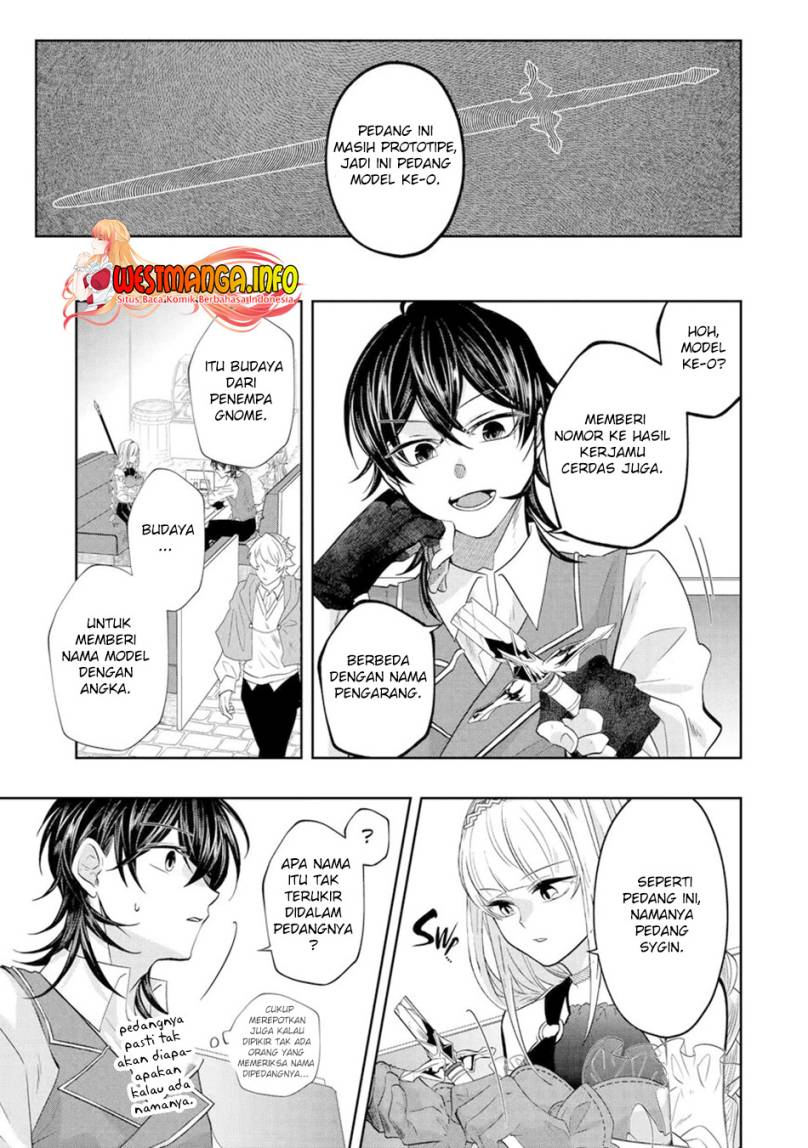 PEDANG INI
MASIH PROTOTIPE,
JADI INI PEDANG
MODEL KE-0.
WESTMANGA.INFO
Situs Baca Komik Berbahasa Indonesia
HOH,
MODEL
KE-0?
MEMBERI
NOMOR KE HASIL
KERJAMU
CERDAS JUGA.
BERBEDA
DENGAN NAMA
PENGARANG.
ITU BUDAYA
DARI
PENEMPA
GNOME.
BUDAYA
...
UNTUK
MEMBERI
NAMA MODEL
DENGAN
ANGKA.
SEPERTI
PEDANG INI,
NAMANYA
PEDANG
SYGIN.
SW..
?
APA NAMA
ITU TAK
TERUKIR
DIDALAM
PEDANGNYA
?
CUKUP
MEREPOTKAN
JUGA KALAU
DIPIKIR TAK ADA
ORANG YANG
MEMERIKSA NAMA
DIPEDANGNYA...
pedangnya
pasti tak
akan diapa-
apakan
kalau ada
namanya.